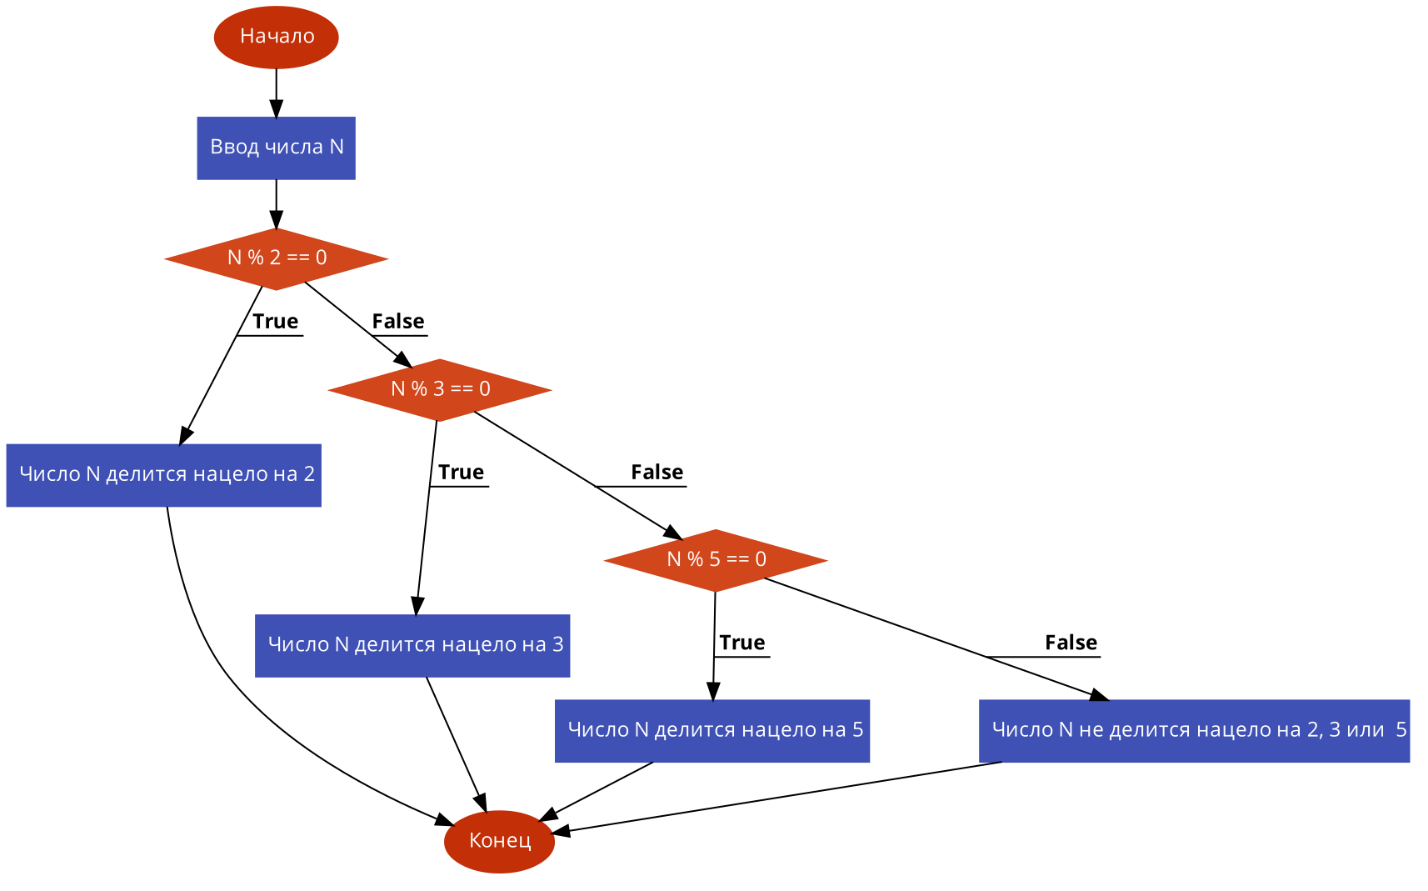 Начало
Ввод числа N
N % 2 == 0
True
False
N % 3 == 0
Число N делится нацело на 2
True
False
N % 5 == 0
Число N делится нацело на 3
True
False
Число N делится нацело на 5
Число N не делится нацело на 2, 3 или  5
Конец